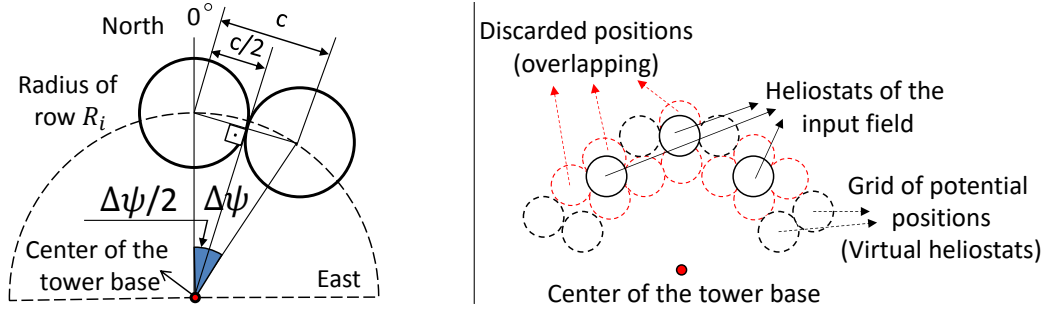 North
0°
c
c/2
Radius of
row R_i
Δψ/2
Δψ
Center of the
tower base
East
Discarded positions
(overlapping)
Heliostats of the
input field
Grid of potential
positions
(Virtual heliostats)
Center of the tower base